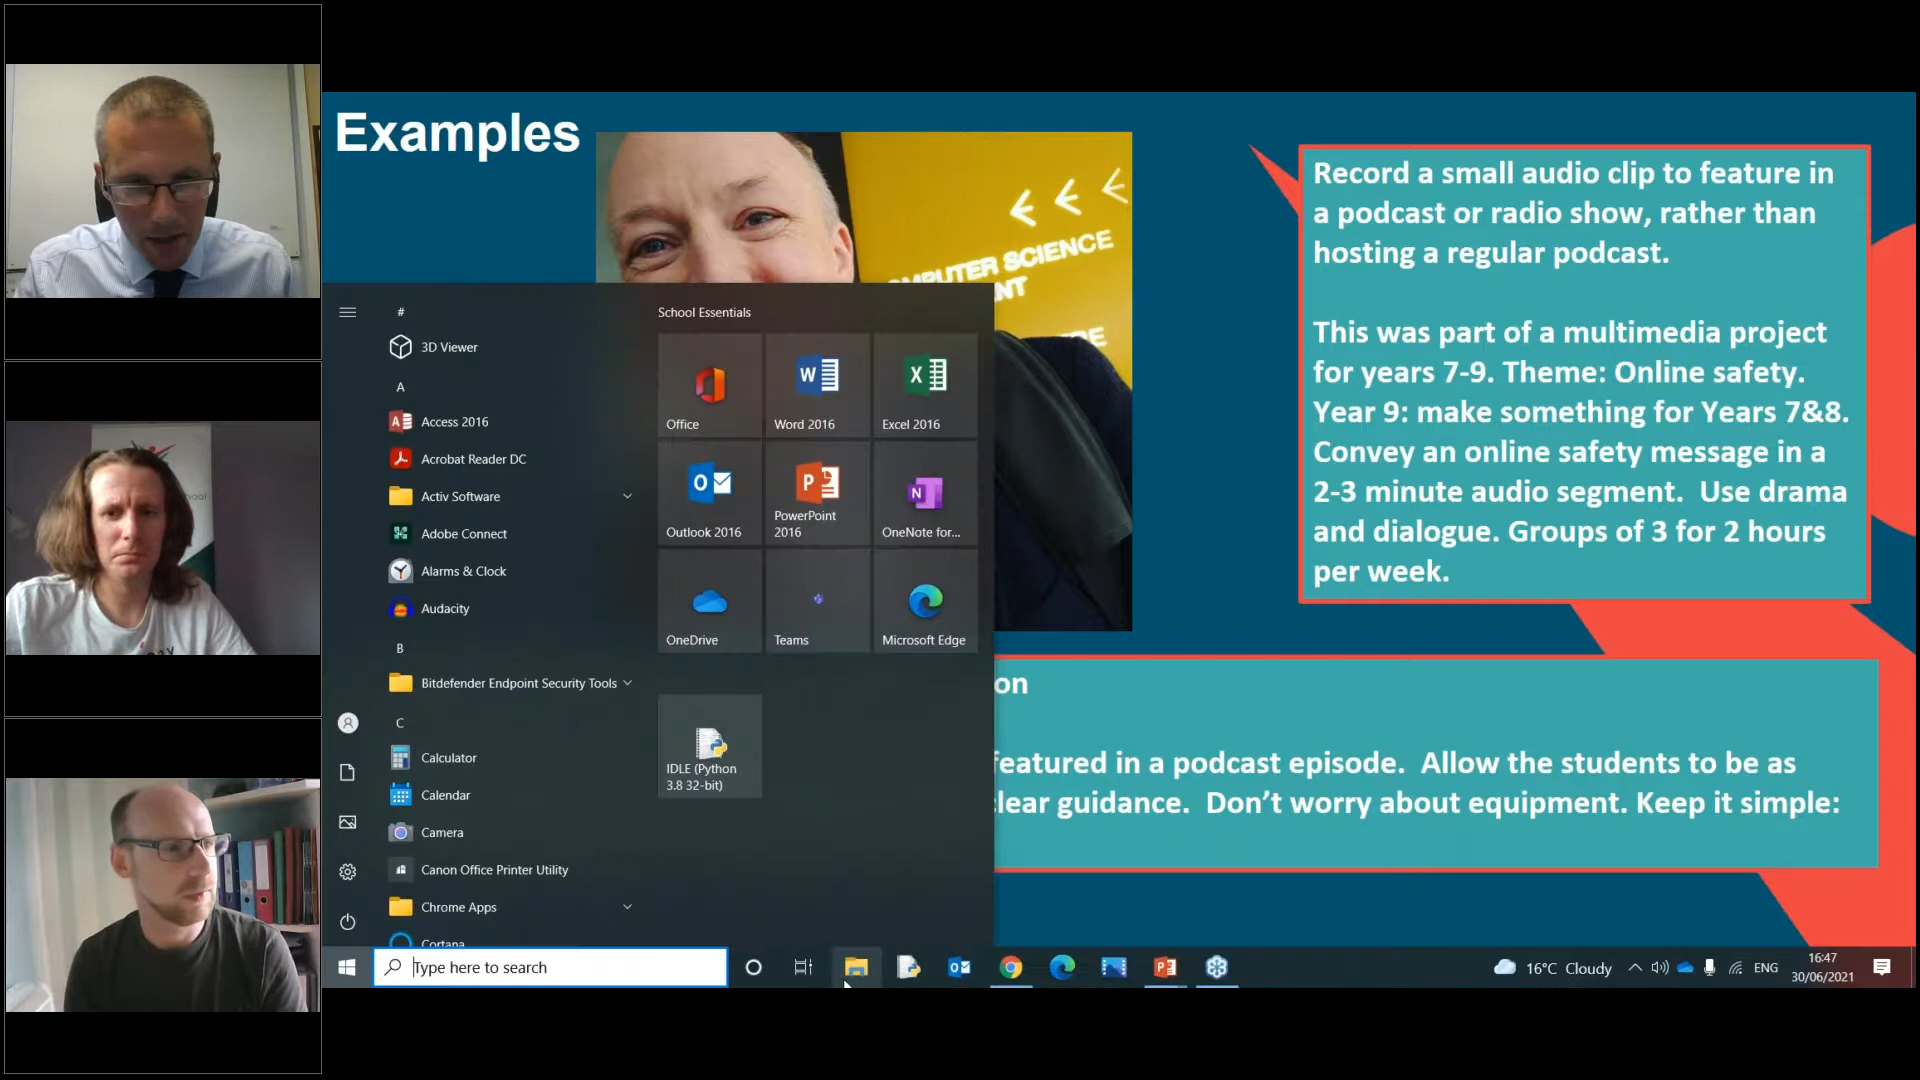 Examples
COMPUTER SCIENCE
Record a small audio clip to feature in
a podcast or radio show, rather than
hosting a regular podcast.
This was part of a multimedia project
for years 7-9. Theme: Online safety.
Year 9: make something for Years 7&8.
Convey an online safety message in a
2-3 minute audio segment.  Use drama
and dialogue. Groups of 3 for 2 hours
per week.
on
featured in a podcast episode.  Allow the students to be as
clear guidance.  Don't worry about equipment. Keep it simple:
#
3D Viewer
A
Access 2016
Acrobat Reader DC
Activ Software
Adobe Connect
Alarms & Clock
Audacity
B
Bitdefender Endpoint Security Tools
C
Calculator
Calendar
Camera
Canon Office Printer Utility
Chrome Apps
Cortana
School Essentials
Office
Word 2016
Excel 2016
Outlook 2016
PowerPoint
2016
OneNote for...
OneDrive
Teams
Microsoft Edge
IDLE (Python
3.8 32-bit)
Type here to search
16°C Cloudy
ENG
16:47
30/06/2021